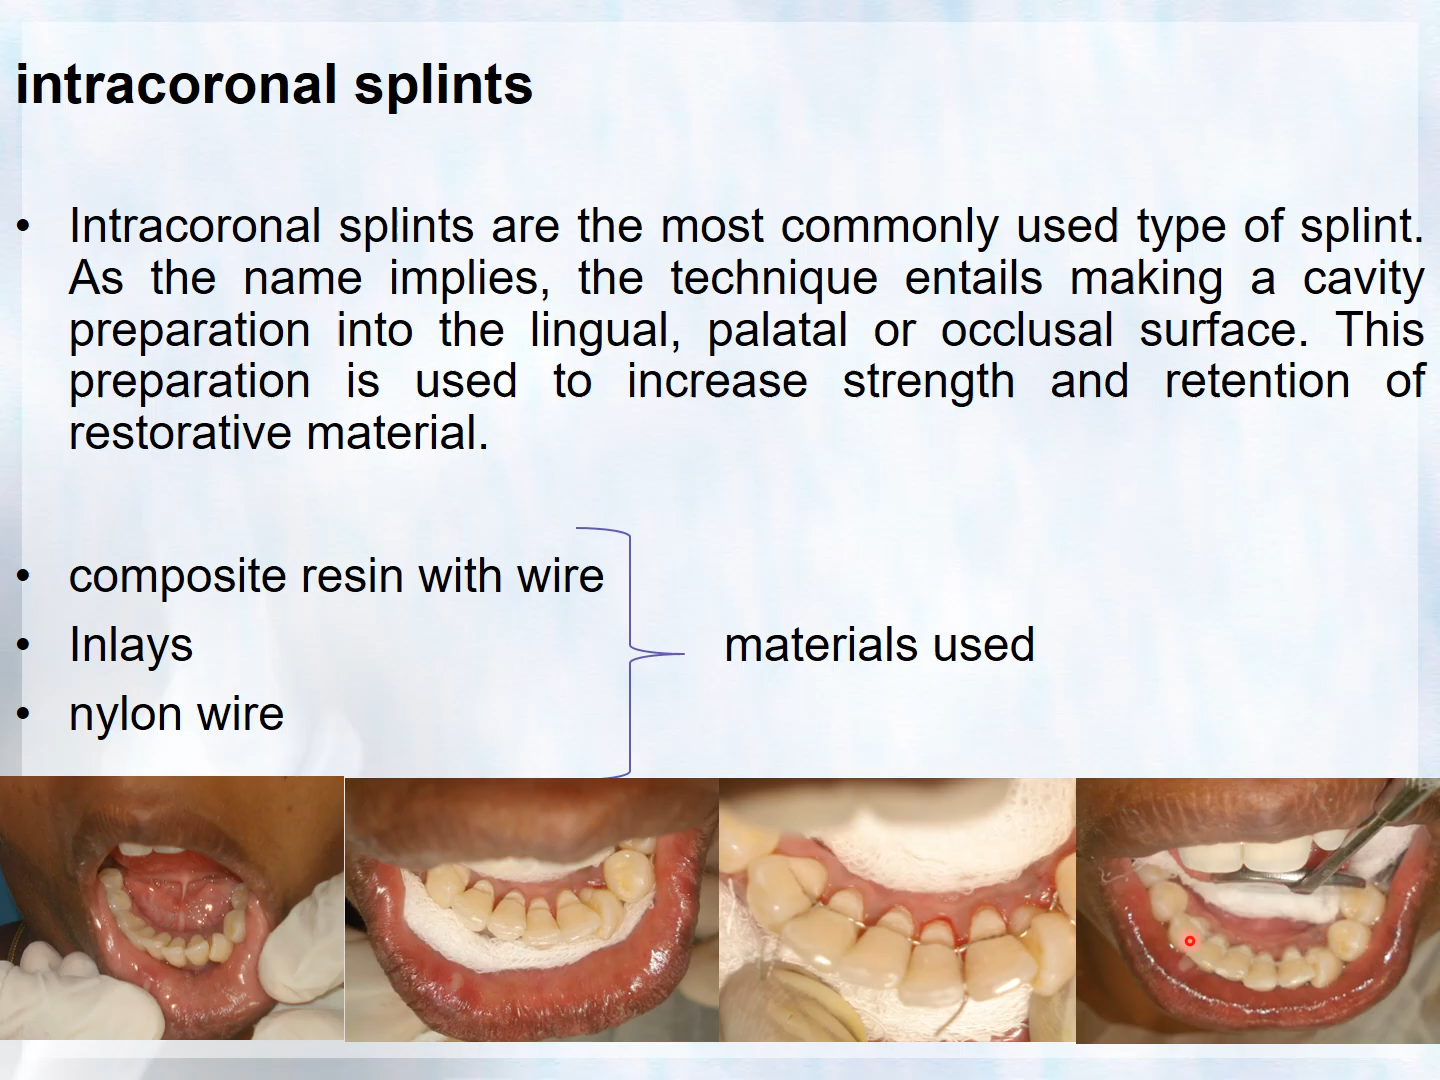 intracoronal splints
• Intracoronal splints are the most commonly used type of splint.
As the name implies, the technique entails making a cavity
preparation into the lingual, palatal or occlusal surface. This
preparation is used to increase strength and retention of
restorative material.
• composite resin with wire
• Inlays
materials used
• nylon wire